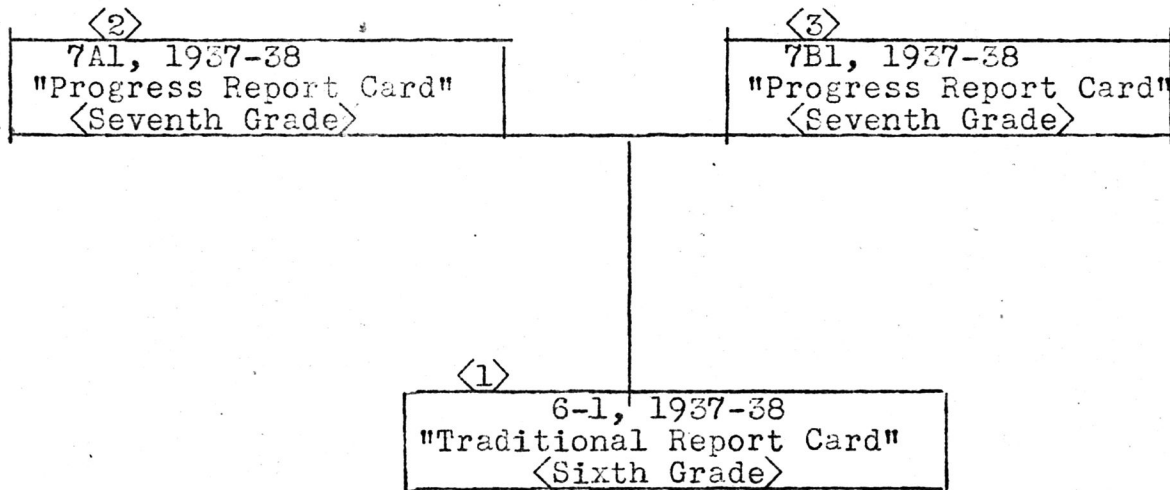 <2>
7A1, 1937-38
"Progress Report Card"
<Seventh Grade>
<3>
7B1, 1937-38
"Progress Report Card"
<Seventh Grade>
<1>
6-1, 1937-38
"Traditional Report Card"
<Sixth Grade>